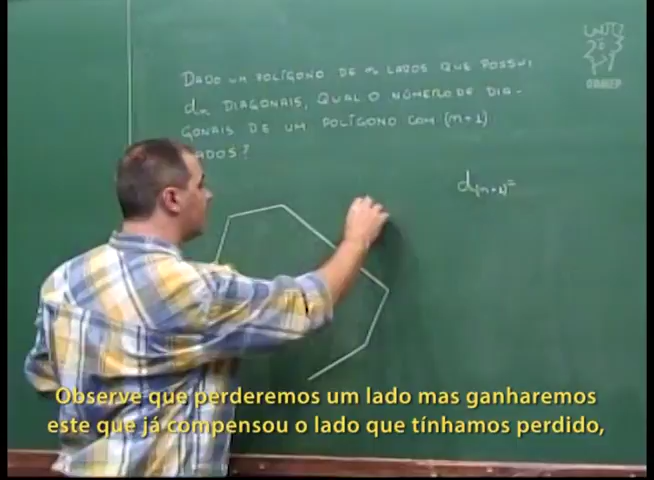 DADO UM POLÍGONO DE n LADOS QUE POSSUI
dn DIAGONAIS, QUAL O NÚMERO DE DIA-
GONAIS DE UM POLÍGONO COM (n+1)
LADOS?
d(n+1)=
OBMEP
Observe que perderemos um lado mas ganharemos
este que já compensou o lado que tínhamos perdido,